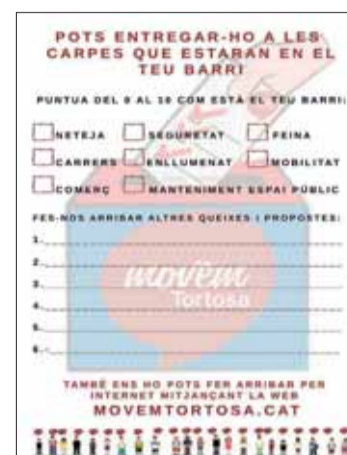 POTS ENTREGAR-HO A LES
CARPES QUE ESTARAN EN EL
TEU BARRI
PUNTUA DEL 0 AL 10 COM ESTÀ EL TEU BARRI:
NETEJA SEGURETAT FEINA
CARRERS ENLLUMENAT MOBILITAT
COMERÇ MANTENIMENT ESPAI PÚBLIC
FES-NOS ARRIBAR ALTRES QUEIXES I PROPOSTES:
1.
2.
3.
4.
5.
6.
movem
Tortosa
TAMBÉ ENS HO POTS FER ARRIBAR PER
INTERNET MITJANÇANT LA WEB
MOVEMTORTOSA.CAT